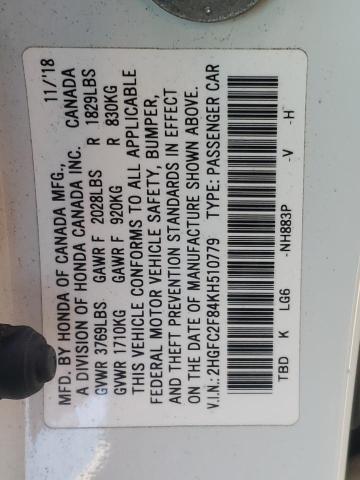 MFD. BY HONDA OF CANADA MFG., 11/'18
A DIVISION OF HONDA CANADA INC. CANADA
GVWR 3769LBS GAWR F 2028LBS R 1829LBS
GVWR 1710KG GAWR F 920KG R 830KG
THIS VEHICLE CONFORMS TO ALL APPLICABLE
FEDERAL MOTOR VEHICLE SAFETY, BUMPER,
AND THEFT PREVENTION STANDARDS IN EFFECT
ON THE DATE OF MANUFACTURE SHOWN ABOVE.
V.I.N.: 2HGFC2F84KH510779 TYPE: PASSENGER CAR
TBD K LG6 -NH883P -V -H